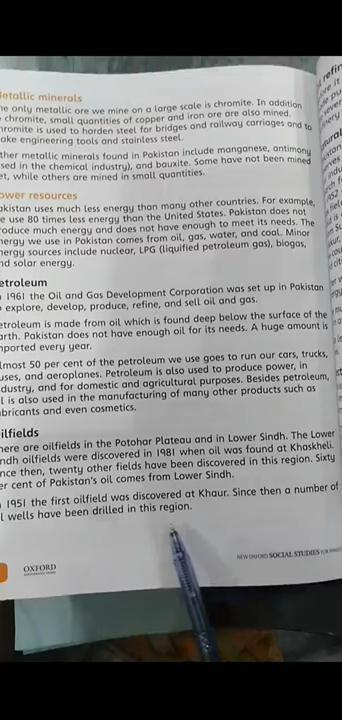 etallic minerals
e only metallic ore we mine on a large scale is chromite. In addition
chromite, small quantities of copper and iron ore are also mined.
hromite is used to harden steel for bridges and railway carriages and to
ake engineering tools and stainless steel.
ther metallic minerals found in Pakistan include manganese, antimony
sed in the chemical industry), and bauxite. Some have not been mined
et, while others are mined in small quantities.
ower resources
akistan uses much less energy than many other countries. For example,
e use 80 times less energy than the United States. Pakistan does not
roduce much energy and does not have enough to meet its needs. The
nergy we use in Pakistan comes from oil, gas, water, and coal. Minor
nergy sources include nuclear, LPG (liquified petroleum gas), biogas,
nd solar energy.
etroleum
1961 the Oil and Gas Development Corporation was set up in Pakistan
explore, develop, produce, refine, and sell oil and gas.
etroleum is made from oil which is found deep below the surface of the
arth. Pakistan does not have enough oil for its needs. A huge amount is
mported every year.
lmost 50 per cent of the petroleum we use goes to run our cars, trucks,
uses, and aeroplanes. Petroleum is also used to produce power, in
dustry, and for domestic and agricultural purposes. Besides petroleum,
il is also used in the manufacturing of many other products such as
bricants and even cosmetics.
ilfields
here are oilfields in the Potohar Plateau and in Lower Sindh. The Lower
ndh oilfields were discovered in 1981 when oil was found at Khaskheli.
nce then, twenty other fields have been discovered in this region. Sixty
er cent of Pakistan's oil comes from Lower Sindh.
1951 the first oilfield was discovered at Khaur. Since then a number of
l wells have been drilled in this region.
OXFORD
UNIVERSITY PRESS
NEW OXFORD SOCIAL STUDIES FOR